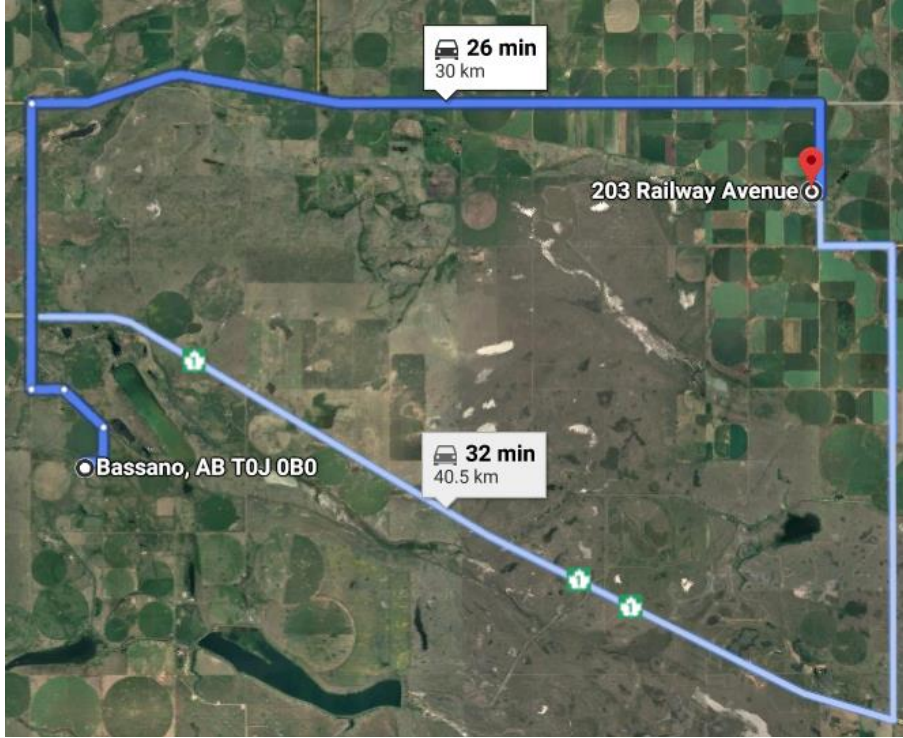 26 min
30 km
203 Railway Avenue
1
Bassano, AB T0J 0B0
32 min
40.5 km
1
1